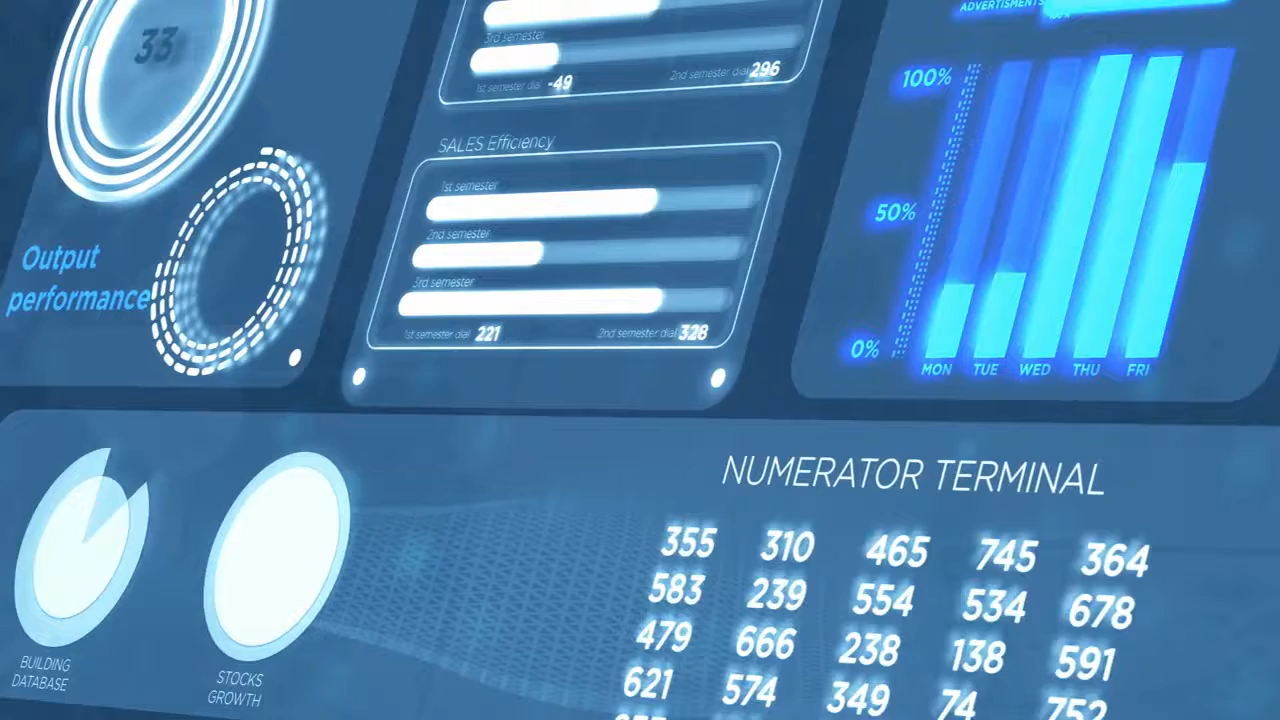 33
Output
performance
3rd semester
1st semester dial -49
2nd semester dial 296
SALES Efficiency
1st semester
2nd semester
3rd semester
1st semester dial 221
2nd semester dial 328
ADVERTISMENTS
100%
50%
0%
MON TUE WED THU FRI
BUILDING
DATABASE
STOCKS
GROWTH
NUMERATOR TERMINAL
355 310 465 745 364
583 239 554 534 678
479 666 238 138 591
621 574 349 74 752